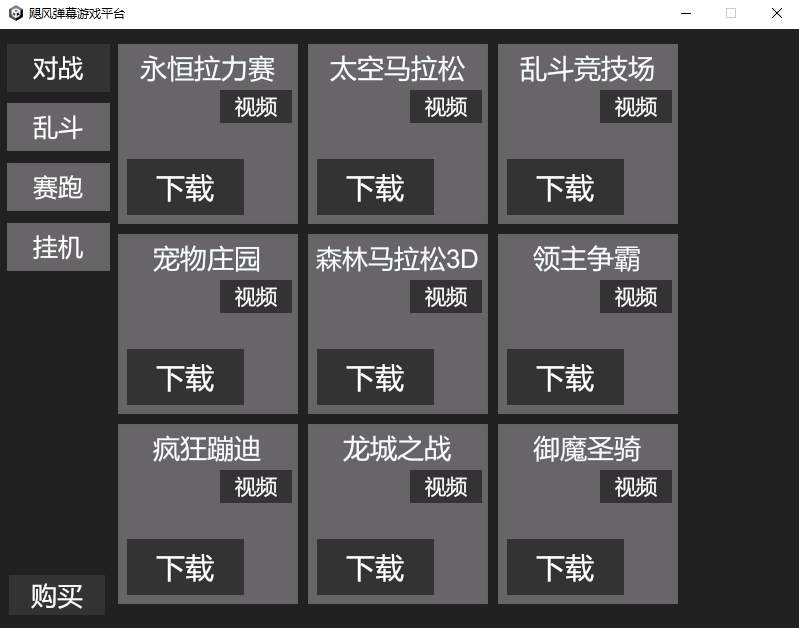 飓风弹幕游戏平台
对战
乱斗
赛跑
挂机
购买
永恒拉力赛
视频
下载
太空马拉松
视频
下载
乱斗竞技场
视频
下载
宠物庄园
视频
下载
森林马拉松3D
视频
下载
领主争霸
视频
下载
疯狂蹦迪
视频
下载
龙城之战
视频
下载
御魔圣骑
视频
下载